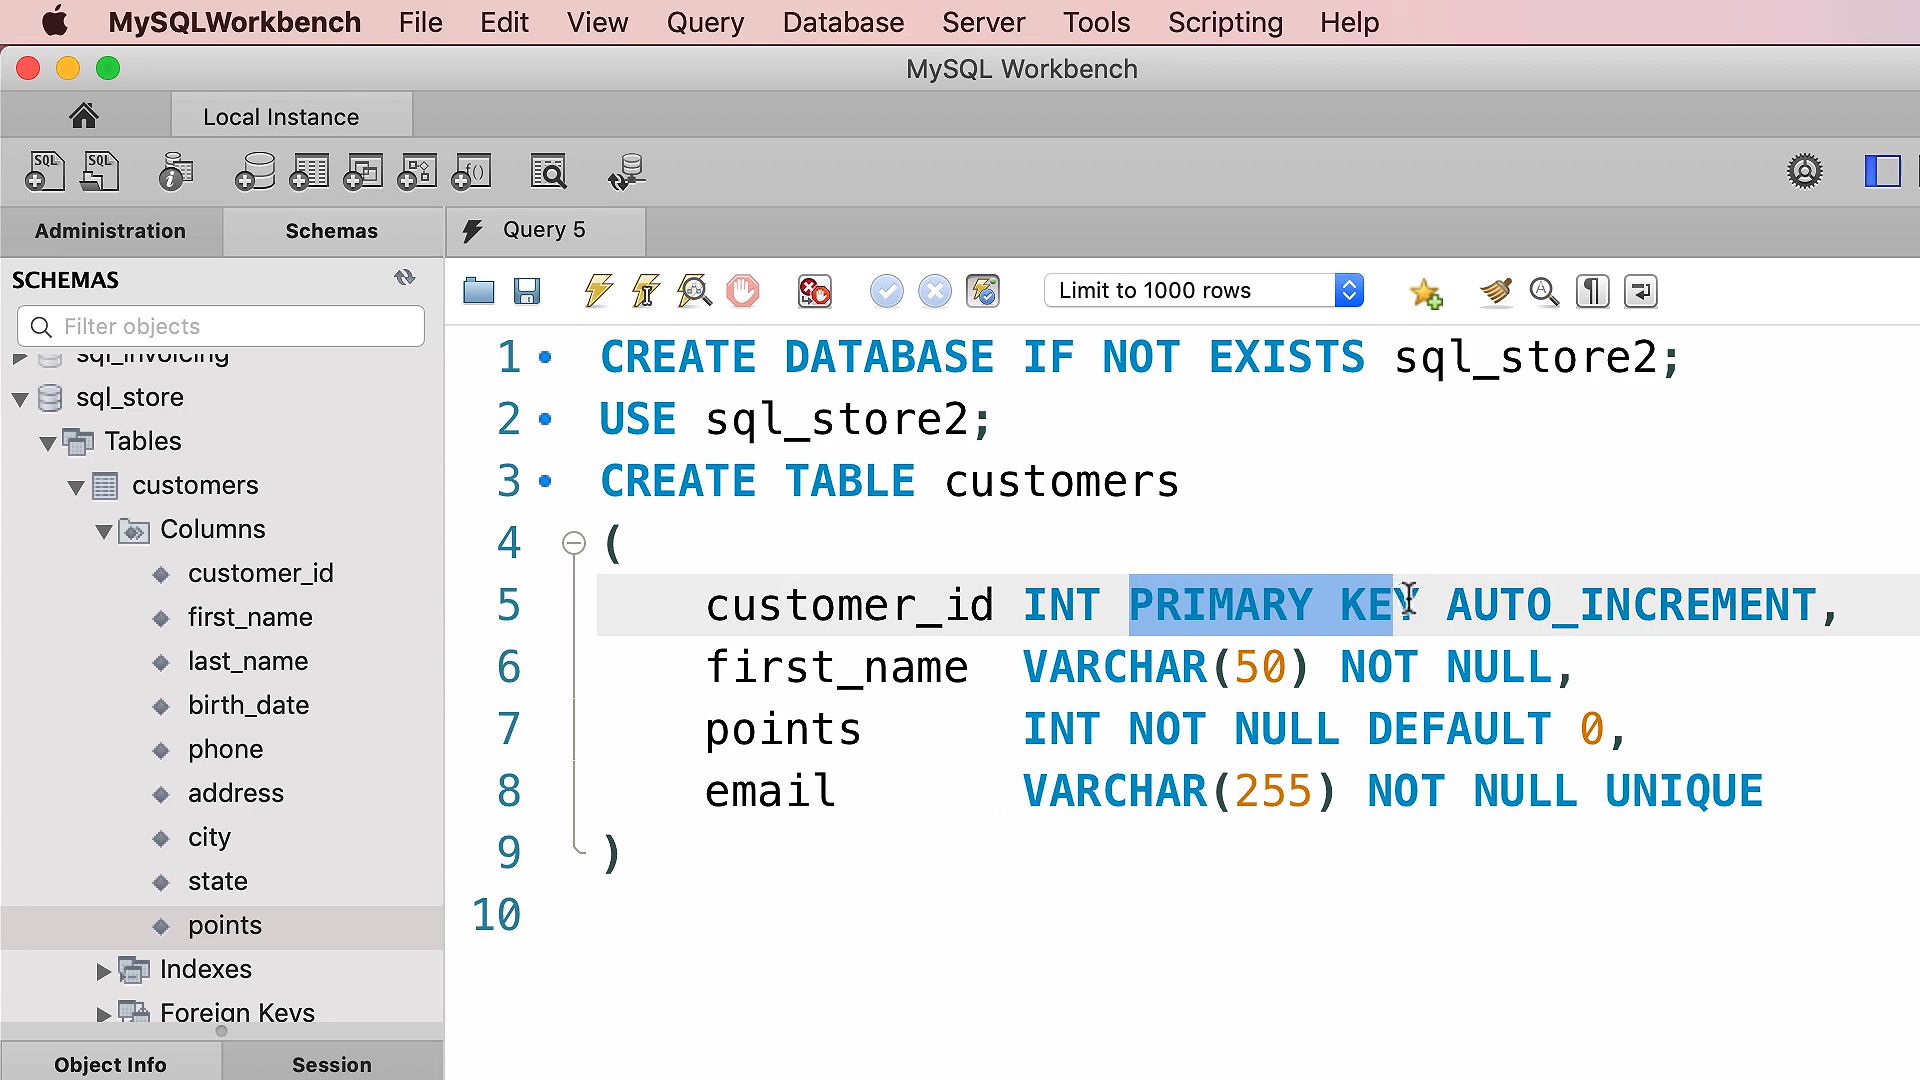 MySQLWorkbench File Edit View Query Database Server Tools Scripting Help
MySQL Workbench
Local Instance
SQL SQL
Administration Schemas Query 5
SCHEMAS
Limit to 1000 rows
Filter objects
sql_invoicing
sql_store
Tables
customers
Columns
customer_id
first_name
last_name
birth_date
phone
address
city
state
points
Indexes
Foreign Keys
Object Info Session
1 CREATE DATABASE IF NOT EXISTS sql_store2;
2 USE sql_store2;
3 CREATE TABLE customers
4 (
5 customer_id INT PRIMARY KEY AUTO_INCREMENT,
6 first_name VARCHAR(50) NOT NULL,
7 points INT NOT NULL DEFAULT 0,
8 email VARCHAR(255) NOT NULL UNIQUE
9 )
10